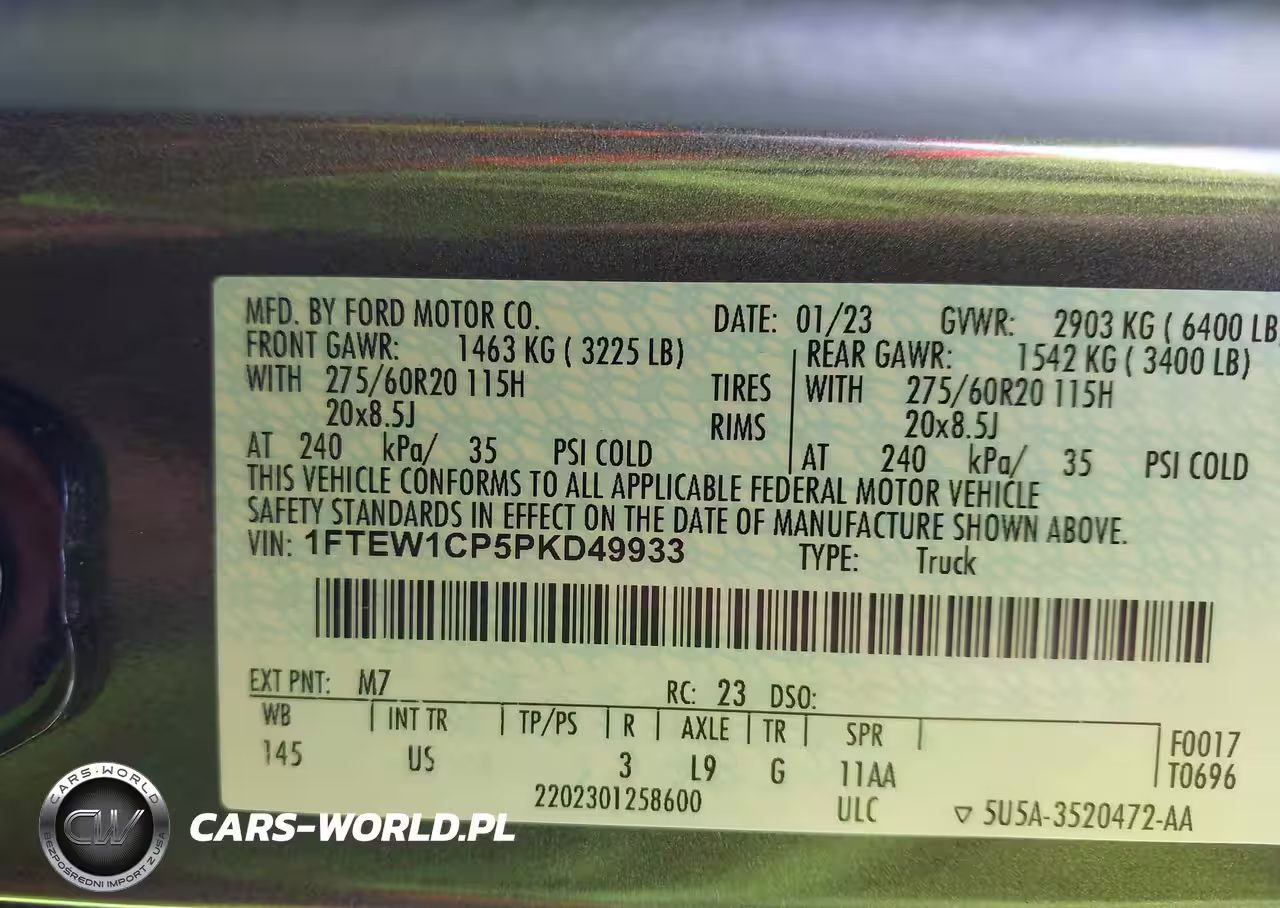 MFD. BY FORD MOTOR CO. DATE: 01/23 GVWR: 2903 KG ( 6400 LB
FRONT GAWR: 1463 KG ( 3225 LB) REAR GAWR: 1542 KG ( 3400 LB)
WITH 275/60R20 115H TIRES WITH 275/60R20 115H
20x8.5J RIMS 20x8.5J
AT 240 kPa/ 35 PSI COLD AT 240 kPa/ 35 PSI COLD
THIS VEHICLE CONFORMS TO ALL APPLICABLE FEDERAL MOTOR VEHICLE
SAFETY STANDARDS IN EFFECT ON THE DATE OF MANUFACTURE SHOWN ABOVE.
VIN: 1FTEW1CP5PKD49933 TYPE: Truck
EXT PNT: M7 RC: 23 DSO:
WB INT TR TP/PS R AXLE TR SPR F0017
145 US 3 L9 G 11AA T0696
2202301258600 ULC ▽ 5U5A-3520472-AA
CARS-WORLD
CW
BEZPOŚREDNI IMPORT Z USA
CARS-WORLD.PL